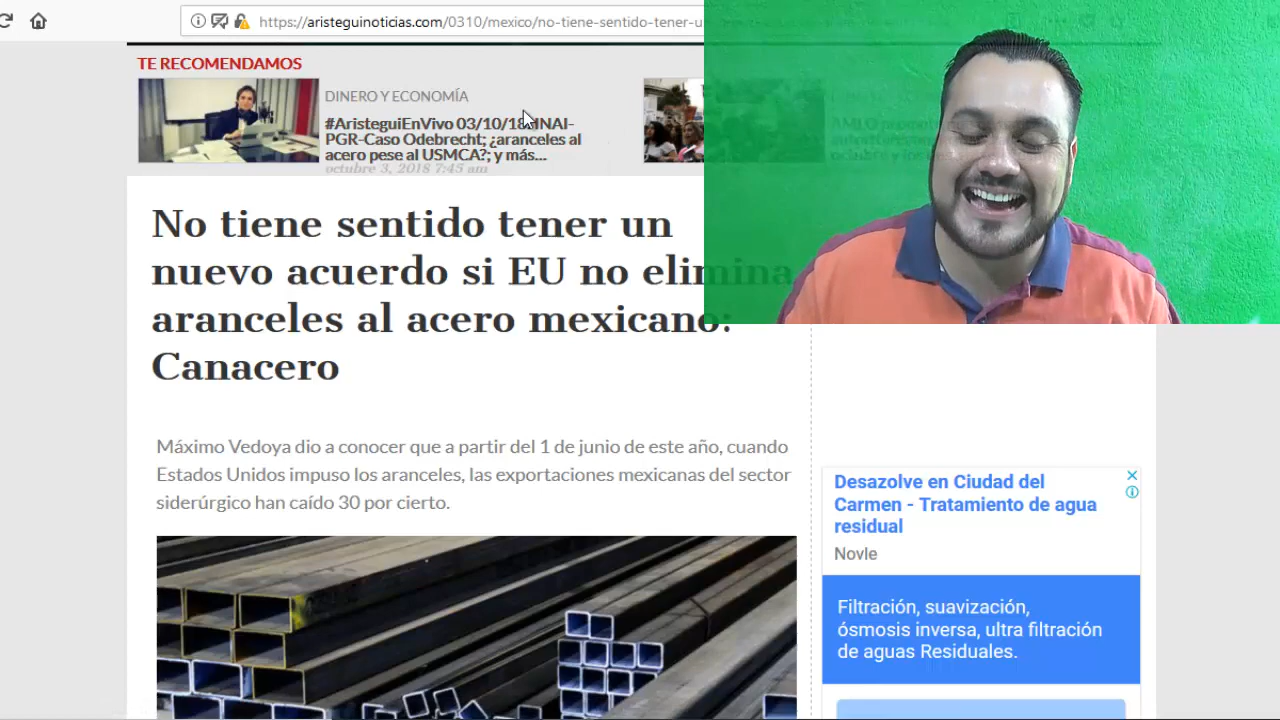 https://aristeguinoticias.com/0310/mexico/no-tiene-sentido-tener-u
TE RECOMENDAMOS
DINERO Y ECONOMÍA
#AristeguiEnVivo 03/10/18: INAI-
PGR-Caso Odebrecht; ¿aranceles al
acero pese al USMCA?; y más...
octubre 3, 2018 7:45 am
No tiene sentido tener un
nuevo acuerdo si EU no elimina
aranceles al acero mexicano:
Canacero
Máximo Vedoya dio a conocer que a partir del 1 de junio de este año, cuando
Estados Unidos impuso los aranceles, las exportaciones mexicanas del sector
siderúrgico han caído 30 por cierto.
Desazolve en Ciudad del
Carmen - Tratamiento de agua
residual
Novle
Filtración, suavización,
ósmosis inversa, ultra filtración
de aguas Residuales.